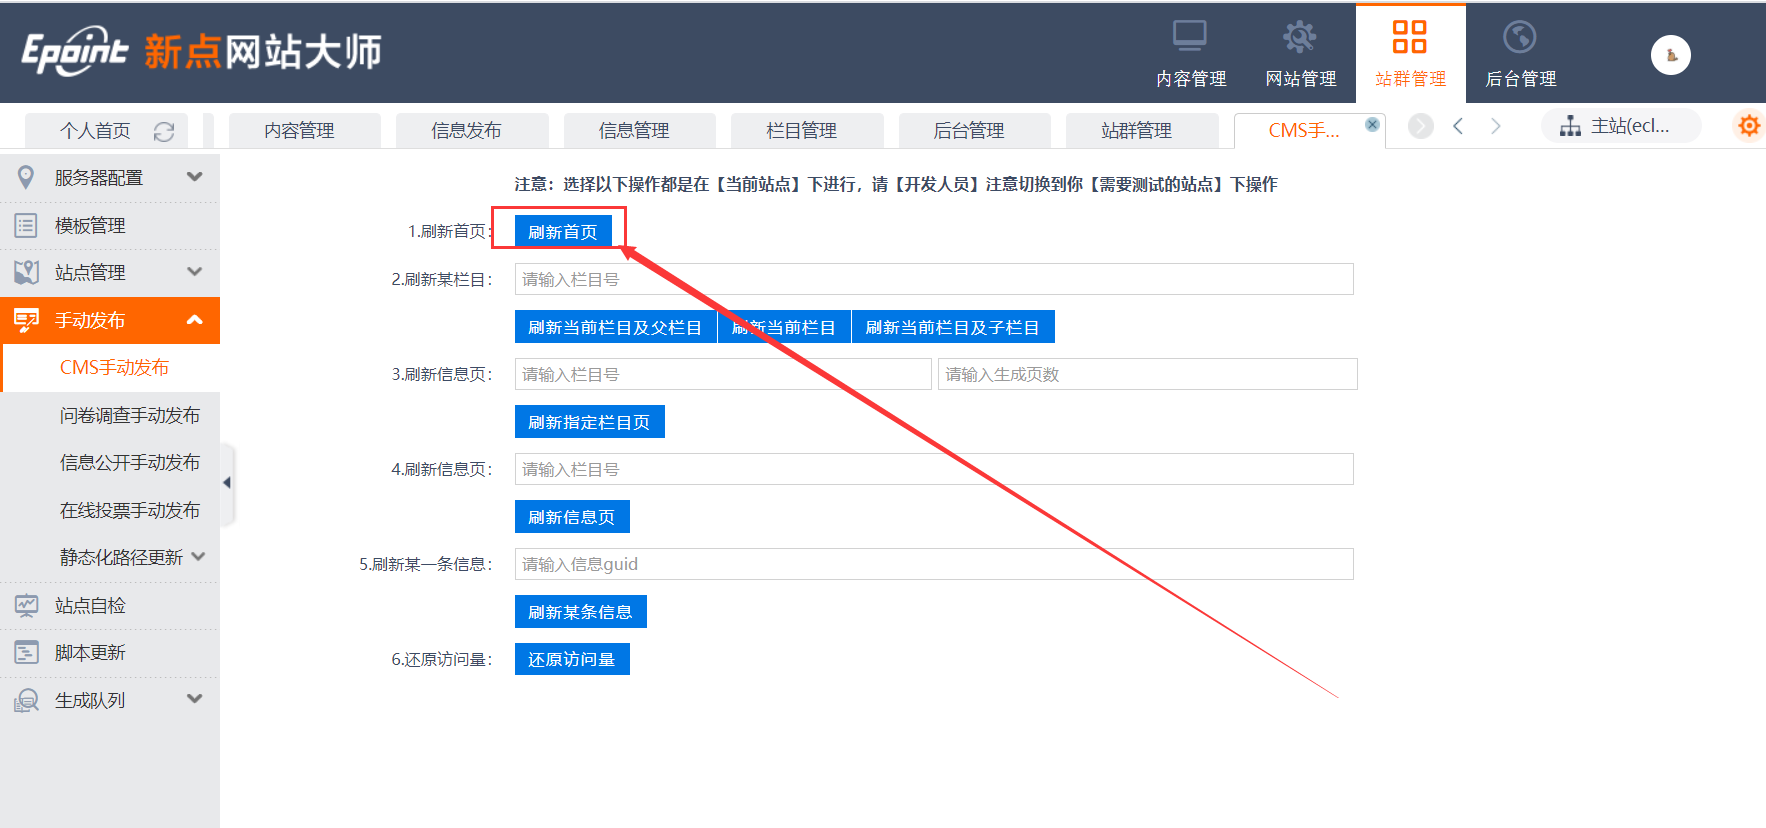 Epoint 新点网站大师
内容管理
网站管理
站群管理
后台管理
个人首页
内容管理
信息发布
信息管理
栏目管理
后台管理
站群管理
CMS手...
主站(ecl...
服务器配置
模板管理
站点管理
手动发布
CMS手动发布
问卷调查手动发布
信息公开手动发布
在线投票手动发布
静态化路径更新
站点自检
脚本更新
生成队列
注意：选择以下操作都是在【当前站点】下进行，请【开发人员】注意切换到你【需要测试的站点】下操作
1.刷新首页： 刷新首页
2.刷新某栏目： 请输入栏目号
刷新当前栏目及父栏目 刷新当前栏目 刷新当前栏目及子栏目
3.刷新信息页： 请输入栏目号 请输入生成页数
刷新指定栏目页
4.刷新信息页： 请输入栏目号
刷新信息页
5.刷新某一条信息： 请输入信息guid
刷新某条信息
6.还原访问量： 还原访问量